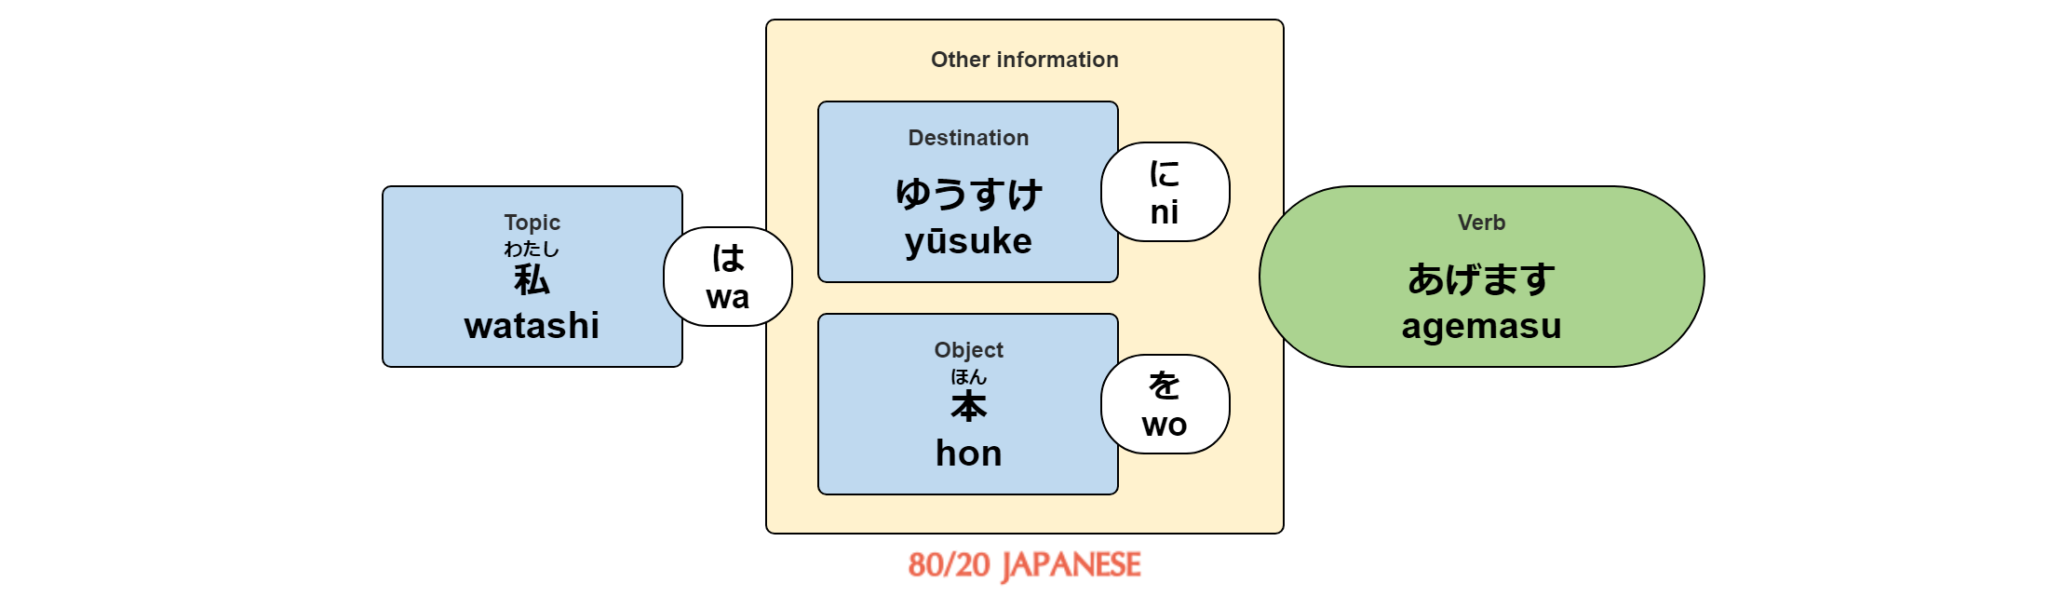 Topic
わたし
私
watashi
は
wa
Other information
Destination
ゆうすけ
yūsuke
に
ni
Object
ほん
本
hon
を
wo
Verb
あげます
agemasu
80/20 JAPANESE